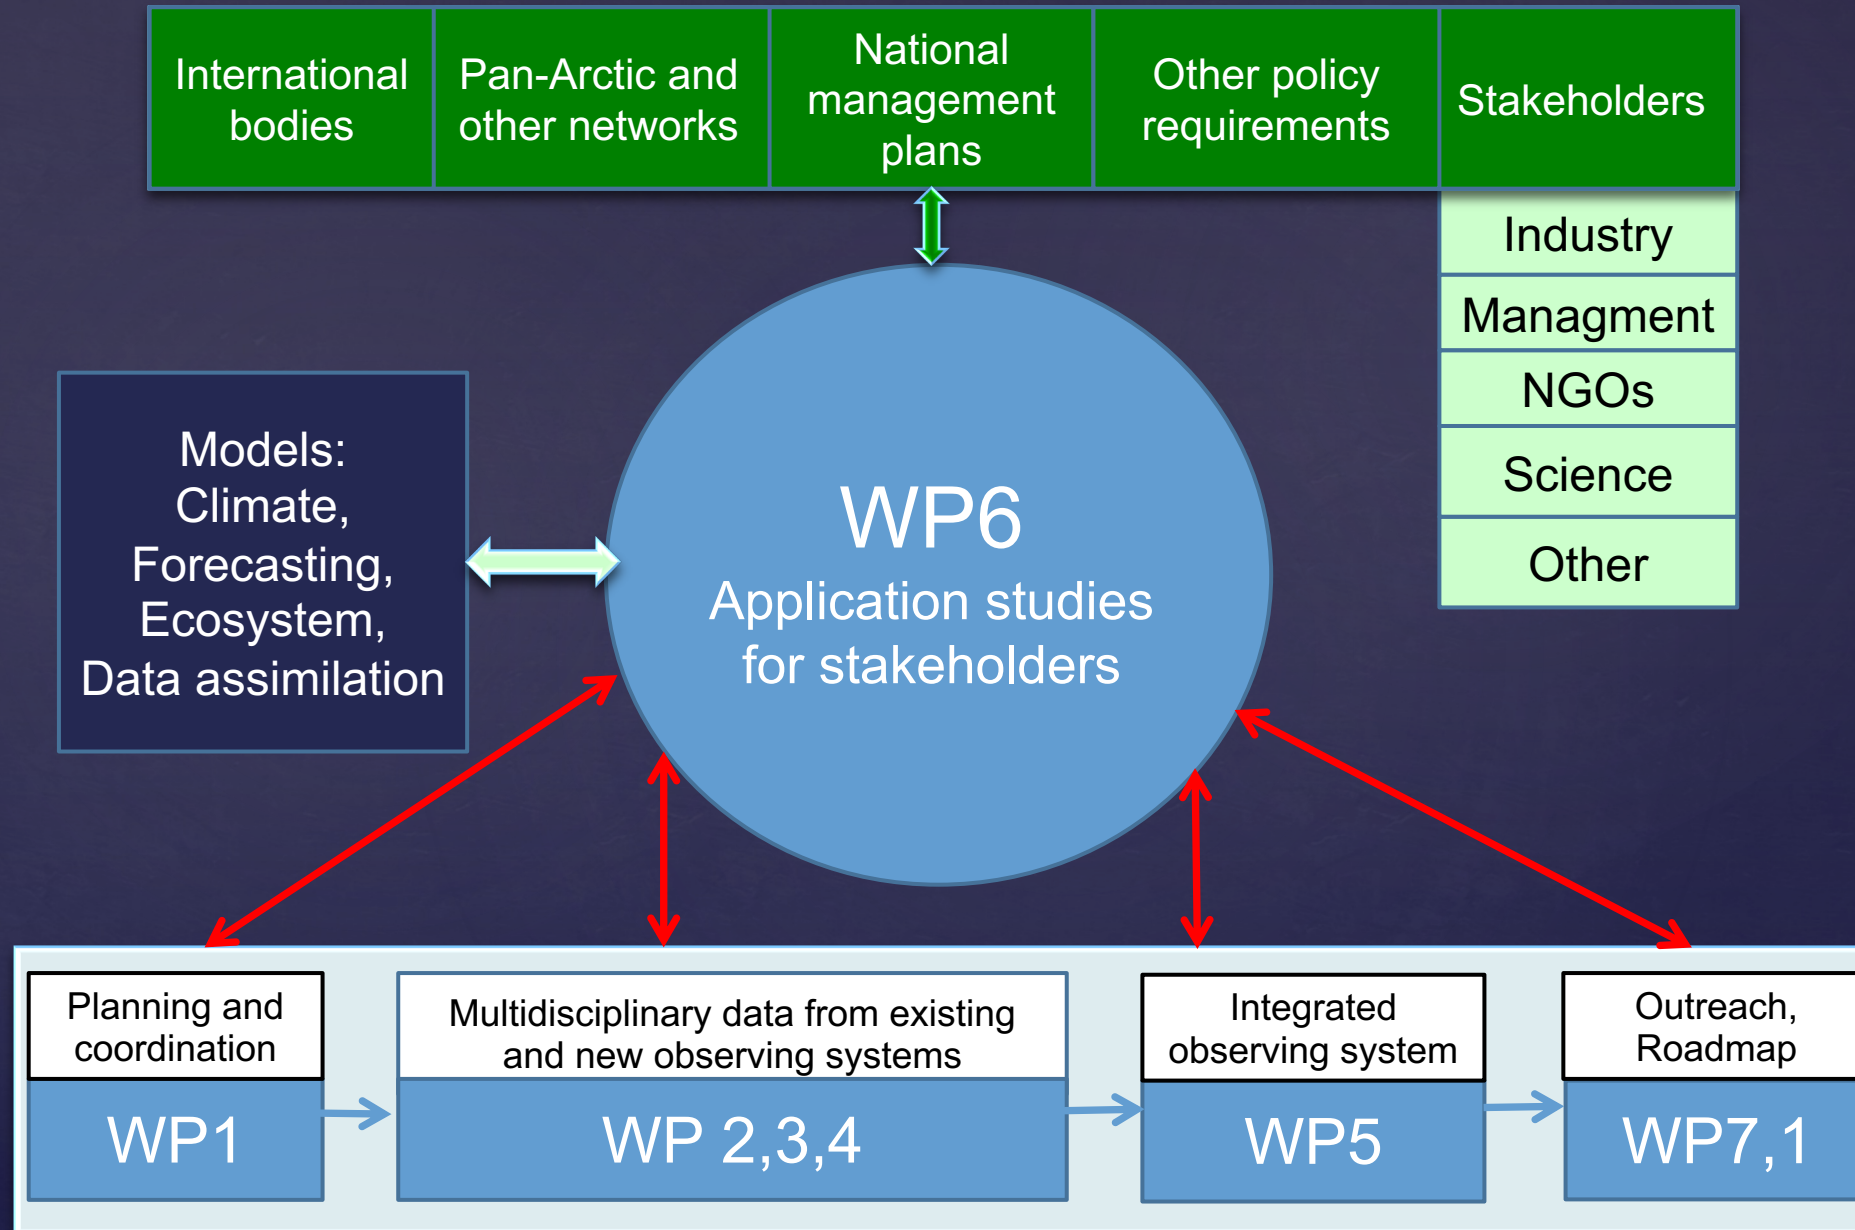 International
bodies
Pan-Arctic and
other networks
National
management
plans
Other policy
requirements
Stakeholders
Industry
Managment
NGOs
Science
Other
Models:
Climate,
Forecasting,
Ecosystem,
Data assimilation
WP6
Application studies
for stakeholders
Planning and
coordination
WP1
Multidisciplinary data from existing
and new observing systems
WP 2,3,4
Integrated
observing system
WP5
Outreach,
Roadmap
WP7,1